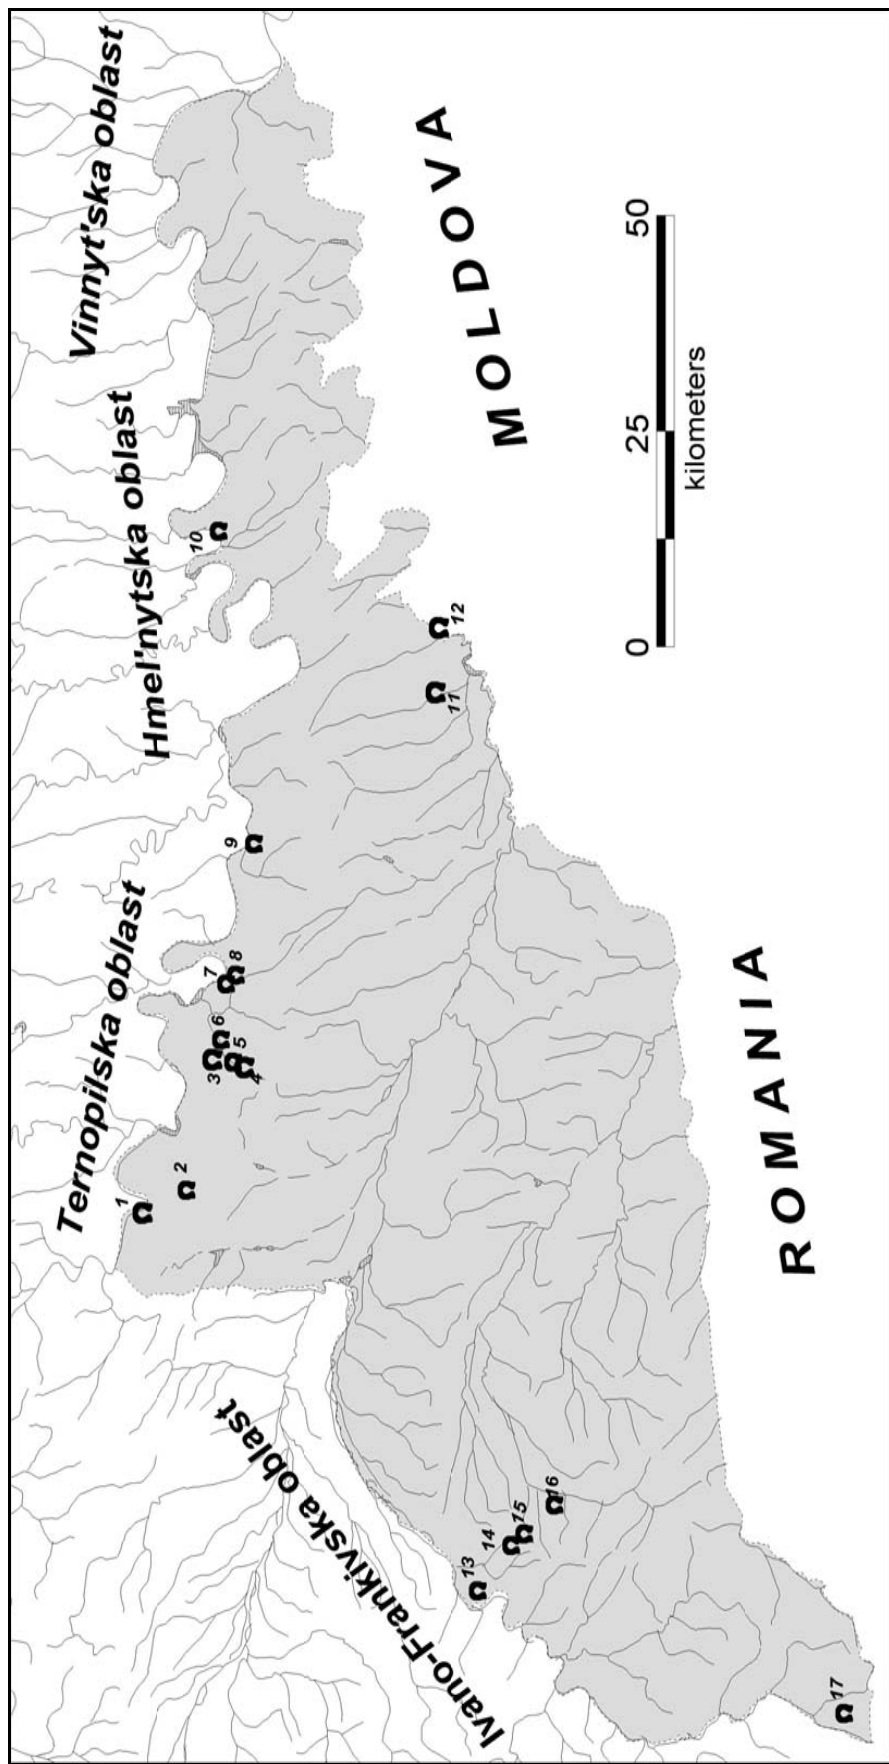 Ternopilska oblast
Hmel'nytska oblast
Vinnyt'ska oblast
Ivano-Frankivska oblast
MOLDOVA
ROMANIA
1
2
3
4
5
6
7
8
9
10
11
12
13
14
15
16
17
0 25 50
kilometers